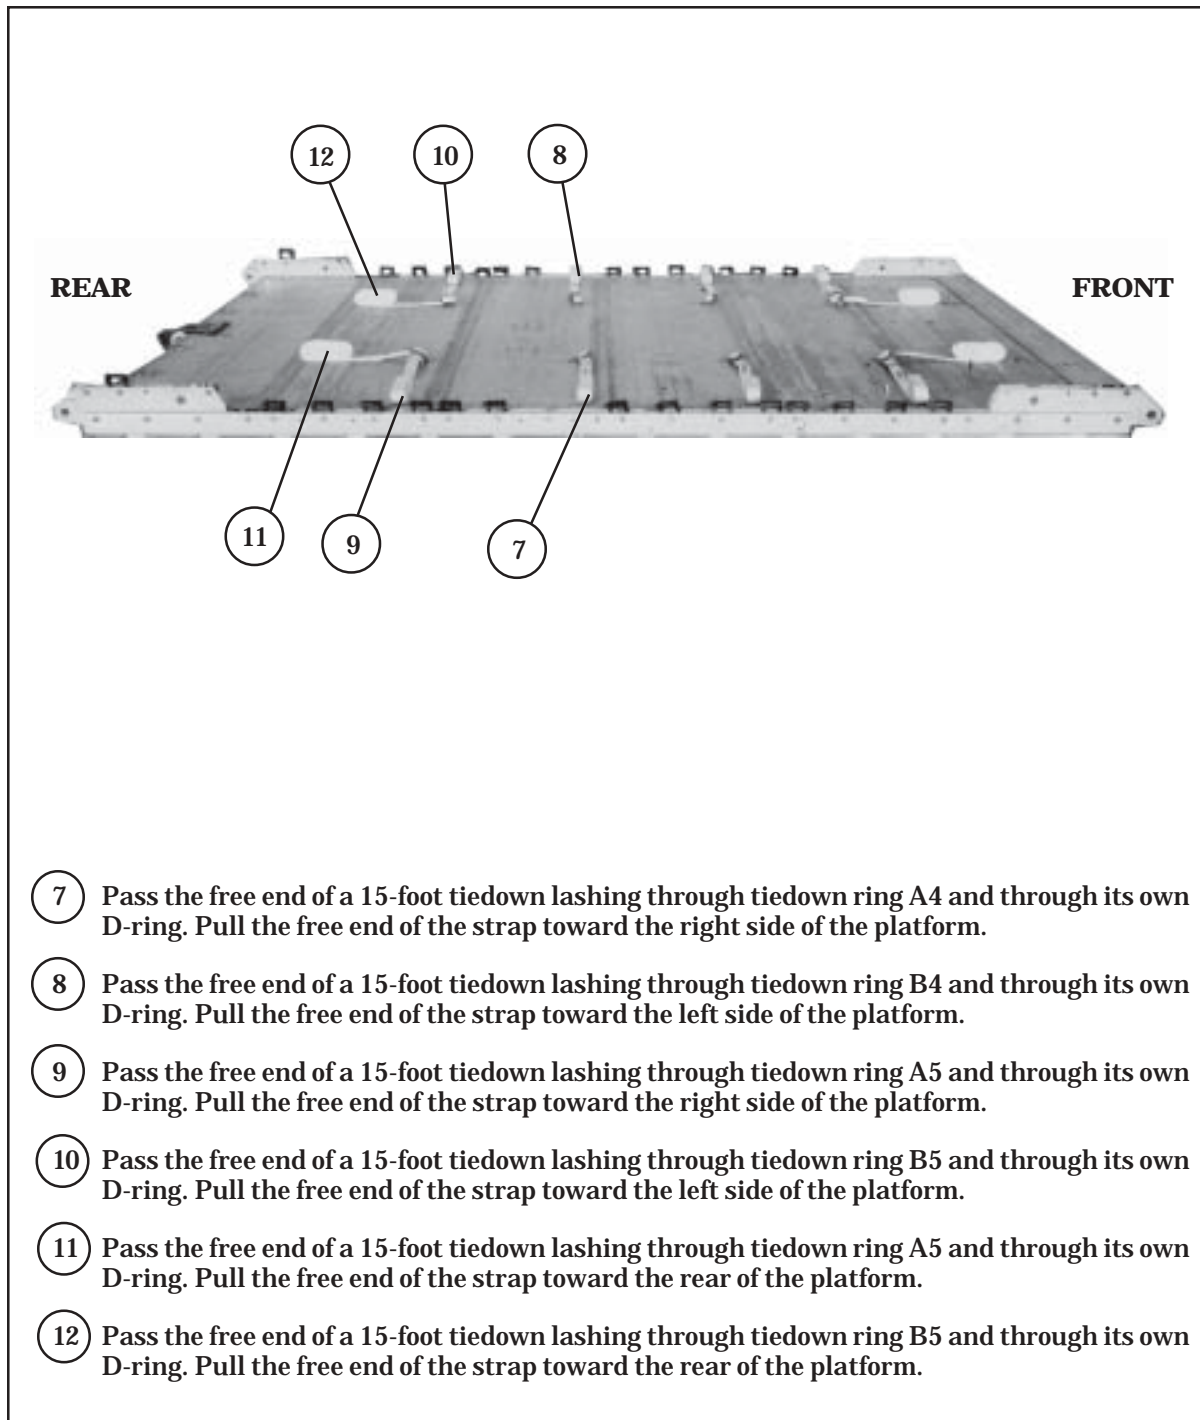 12 10 8
REAR FRONT
11 9 7
7 Pass the free end of a 15-foot tiedown lashing through tiedown ring A4 and through its own
D-ring. Pull the free end of the strap toward the right side of the platform.
8 Pass the free end of a 15-foot tiedown lashing through tiedown ring B4 and through its own
D-ring. Pull the free end of the strap toward the left side of the platform.
9 Pass the free end of a 15-foot tiedown lashing through tiedown ring A5 and through its own
D-ring. Pull the free end of the strap toward the right side of the platform.
10 Pass the free end of a 15-foot tiedown lashing through tiedown ring B5 and through its own
D-ring. Pull the free end of the strap toward the left side of the platform.
11 Pass the free end of a 15-foot tiedown lashing through tiedown ring A5 and through its own
D-ring. Pull the free end of the strap toward the rear of the platform.
12 Pass the free end of a 15-foot tiedown lashing through tiedown ring B5 and through its own
D-ring. Pull the free end of the strap toward the rear of the platform.